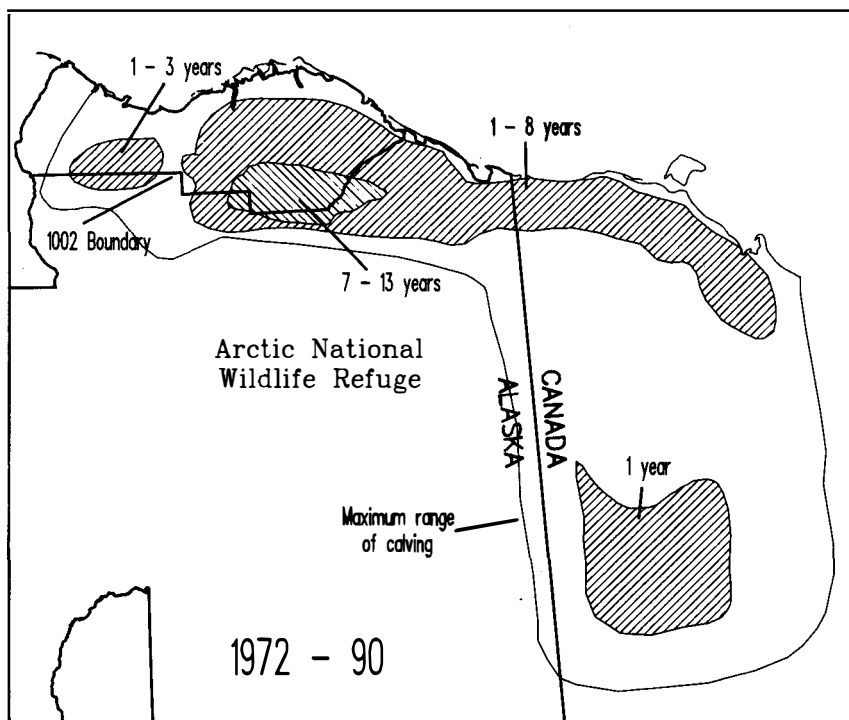 1 - 3 years
1 - 8 years
1002 Boundary
7 - 13 years
Arctic National
Wildlife Refuge
ALASKA
CANADA
1 year
Maximum range
of calving
1972 - 90